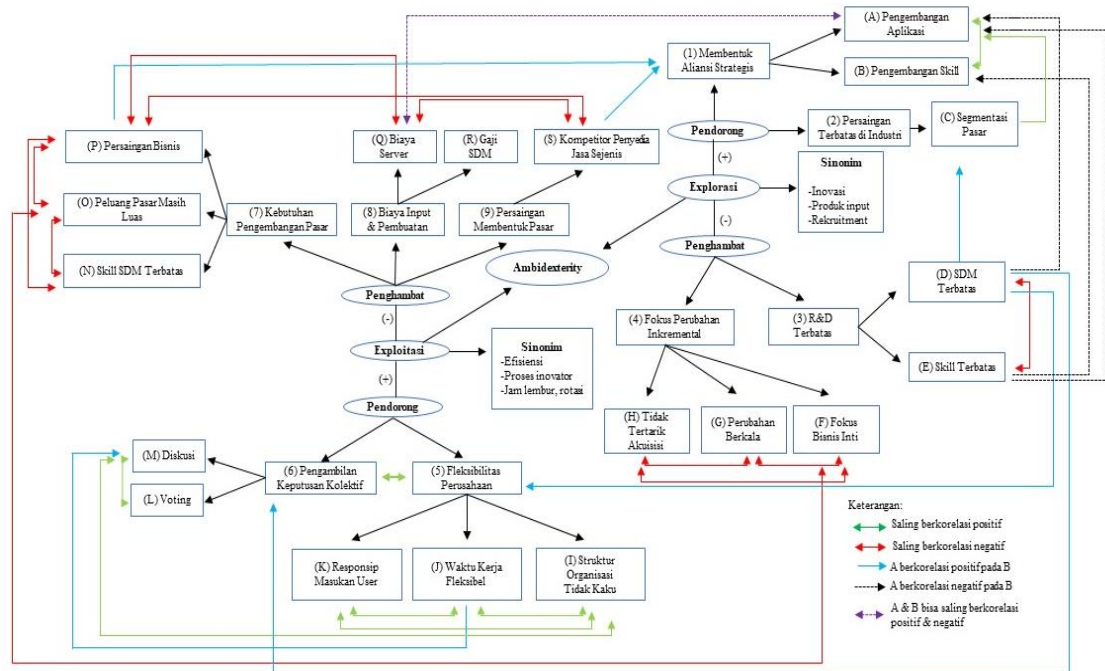 (A) Pengembangan
Aplikasi
(1) Membentuk
Aliansi Strategis
(B) Pengembangan Skill
(P) Persaingan Bisnis
(Q) Biaya
Server
(R) Gaji
SDM
(S) Kompetitor Penyedia
Jasa Sejenis
Pendorong
(+)
(2) Persaingan
Terbatas di Industri
(C) Segmentasi
Pasar
(O) Peluang Pasar Masih
Luas
(N) Skill SDM Terbatas
(7) Kebutuhan
Pengembangan Pasar
(8) Biaya Input
& Pembuatan
(9) Persaingan
Membentuk Pasar
Explorasi
(-)
Sinonim
-Inovasi
-Produk input
-Rekruitment
Penghambat
Ambidexterity
Penghambat
(-)
(4) Fokus Perubahan
Inkremental
(3) R&D
Terbatas
(D) SDM
Terbatas
(E) Skill Terbatas
Exploitasi
(+)
Sinonim
-Efisiensi
-Proses inovator
-Jam lembur, rotasi
Pendorong
(H) Tidak
Tertarik
Akuisisi
(G) Perubahan
Berkala
(F) Fokus
Bisnis Inti
(M) Diskusi
(L) Voting
(6) Pengambilan
Keputusan Kolektif
(5) Fleksibilitas
Perusahaan
(K) Responsip
Masukan User
(J) Waktu Kerja
Fleksibel
(I) Struktur
Organisasi
Tidak Kaku
Keterangan:
Saling berkorelasi positif
Saling berkorelasi negatif
A berkorelasi positif pada B
A berkorelasi negatif pada B
A & B bisa saling berkorelasi
positif & negatif